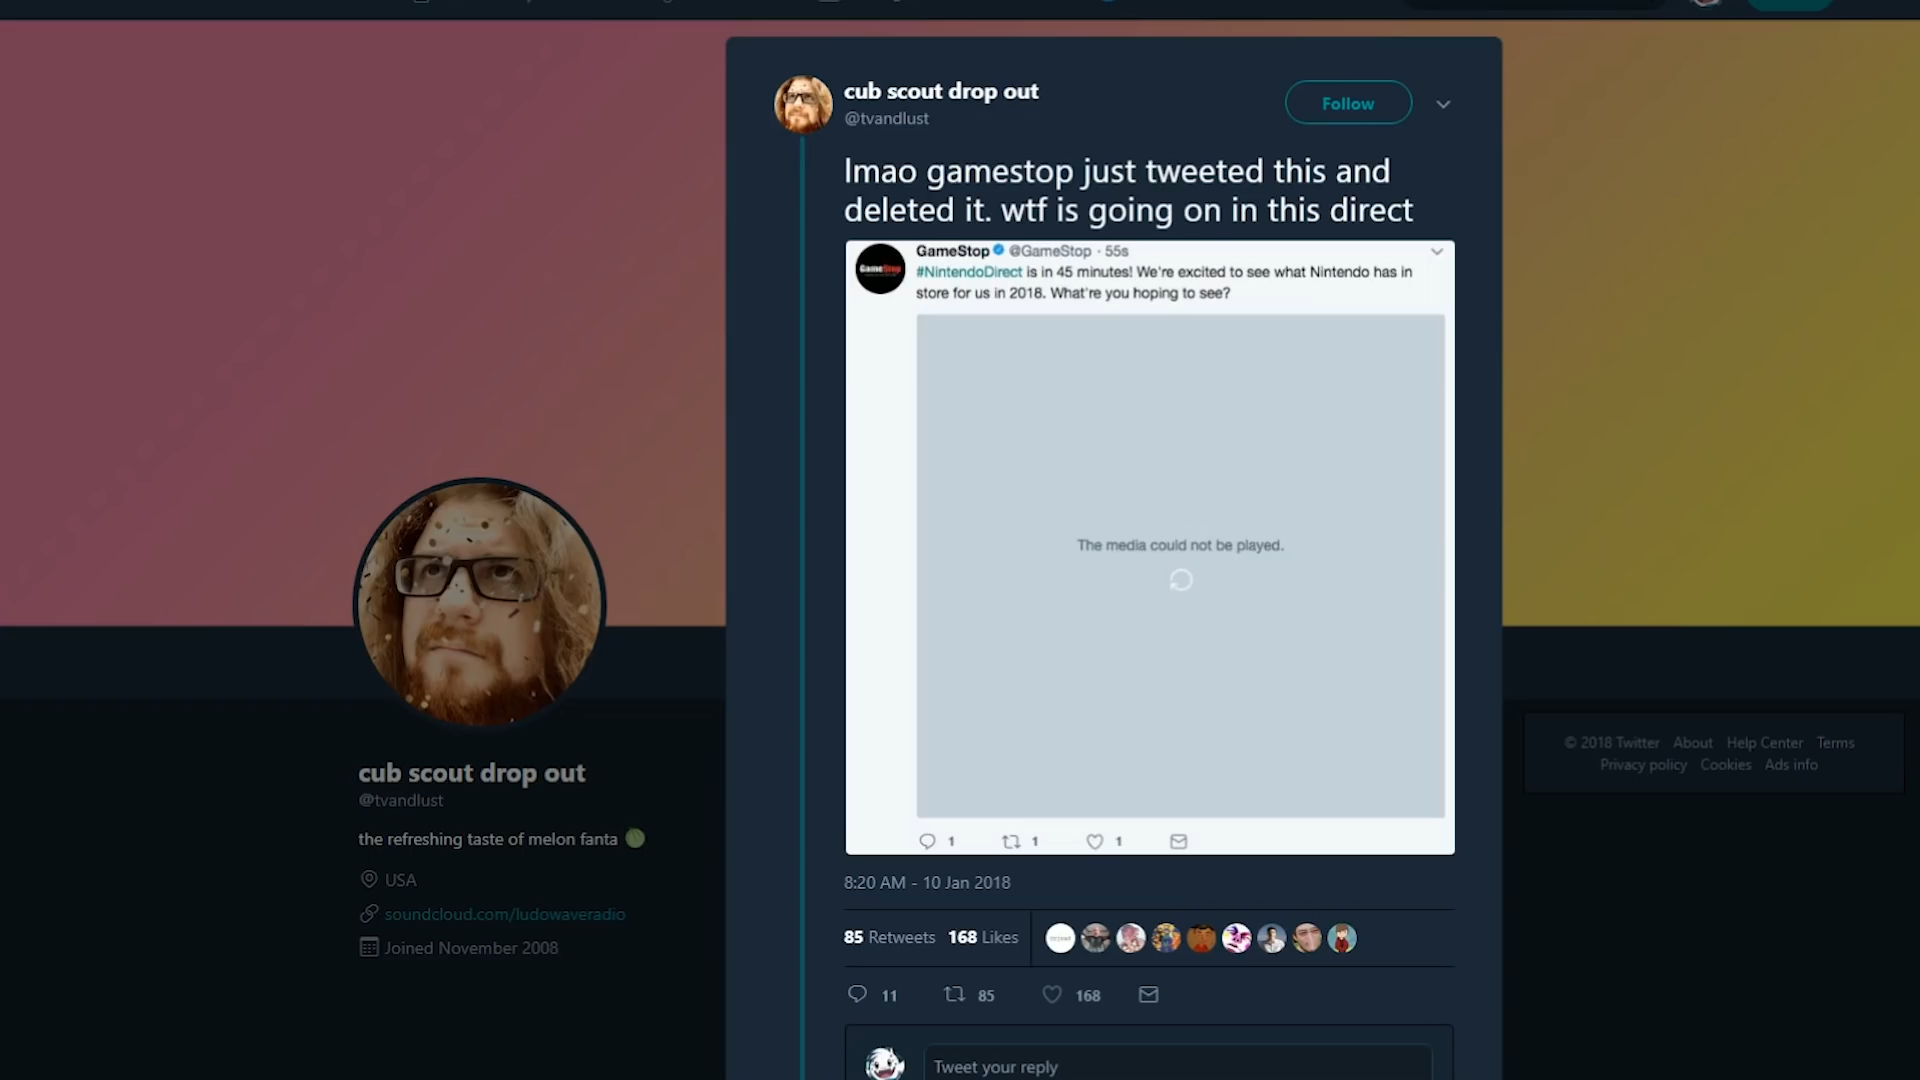 cub scout drop out
@tvandlust
Follow
lmao gamestop just tweeted this and
deleted it. wtf is going on in this direct
GameStop @GameStop · 55s
#NintendoDirect is in 45 minutes! We're excited to see what Nintendo has in
store for us in 2018. What're you hoping to see?
GameStop
The media could not be played.
1 1 1
8:20 AM - 10 Jan 2018
85 Retweets 168 Likes
11 85 168
Tweet your reply
cub scout drop out
@tvandlust
the refreshing taste of melon fanta
USA
soundcloud.com/ludowaveradio
Joined November 2008
© 2018 Twitter About Help Center Terms
Privacy policy Cookies Ads info